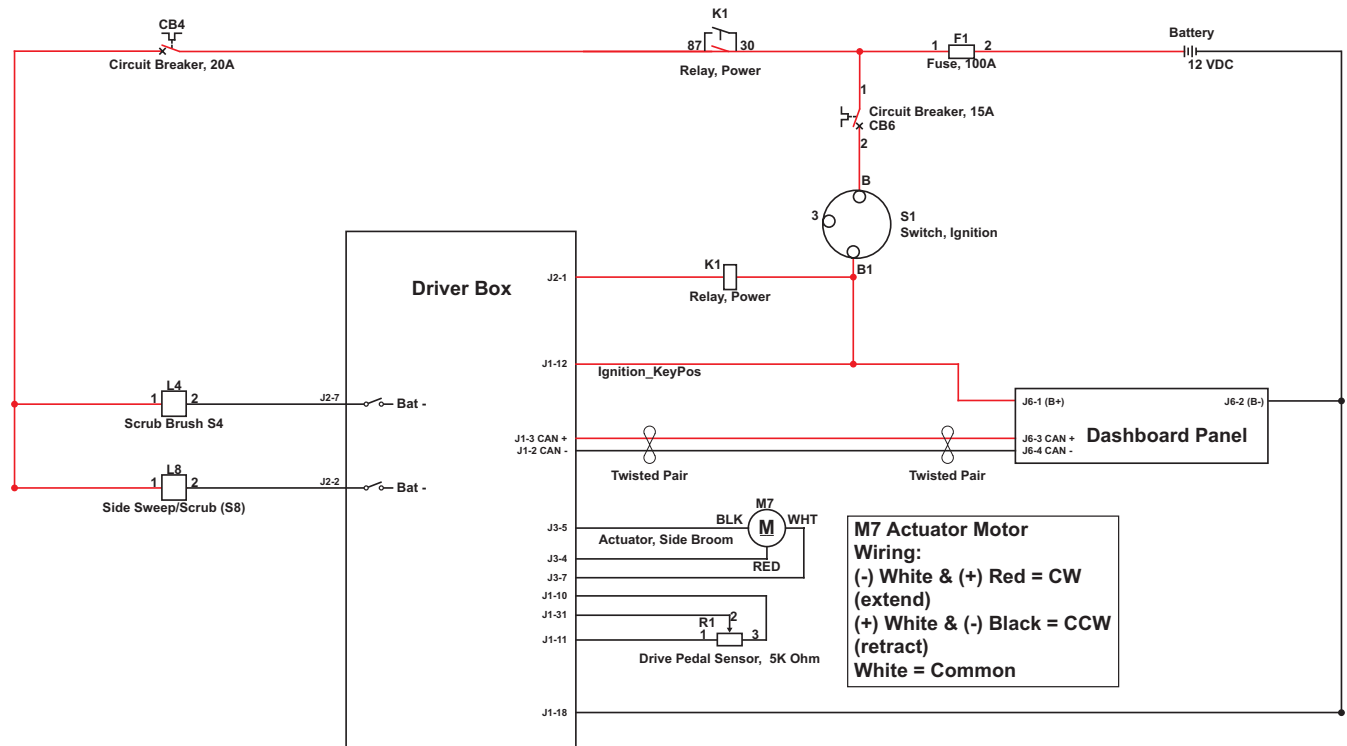 CB4
Circuit Breaker, 20A
K1
87 30
Relay, Power
F1
1 2
Fuse, 100A
Battery
12 VDC
1
Circuit Breaker, 15A
CB6
2
B
3
S1
Switch, Ignition
B1
Driver Box
J2-1
K1
Relay, Power
J1-12
Ignition_KeyPos
L4
1 2
Scrub Brush S4
J2-7
Bat -
J6-1 (B+)
J6-2 (B-)
Dashboard Panel
J6-3 CAN +
J6-4 CAN -
J1-3 CAN +
J1-2 CAN -
Twisted Pair
Twisted Pair
L8
1 2
Side Sweep/Scrub (S8)
J2-2
Bat -
M7
BLK
M
WHT
RED
J3-5
Actuator, Side Broom
J3-4
J3-7
J1-10
J1-31
R1
2
1
3
J1-11
Drive Pedal Sensor, 5K Ohm
M7 Actuator Motor
Wiring:
(-) White & (+) Red = CW
(extend)
(+) White & (-) Black = CCW
(retract)
White = Common
J1-18